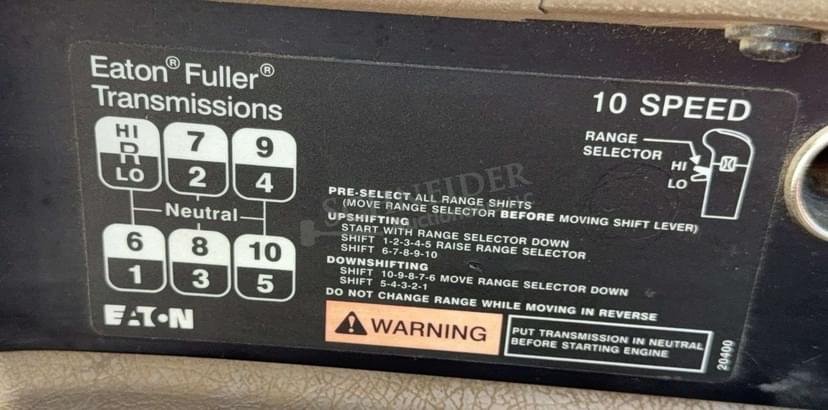 Eaton® Fuller®
Transmissions
10 SPEED
HI
R
LO
7
2
9
4
Neutral
6
1
8
3
10
5
EATON
RANGE
SELECTOR
HI
LO
PRE-SELECT ALL RANGE SHIFTS
(MOVE RANGE SELECTOR BEFORE MOVING SHIFT LEVER)
UPSHIFTING
START WITH RANGE SELECTOR DOWN
SHIFT 1-2-3-4-5 RAISE RANGE SELECTOR
SHIFT 6-7-8-9-10
DOWNSHIFTING
SHIFT 10-9-8-7-6 MOVE RANGE SELECTOR DOWN
SHIFT 5-4-3-2-1
DO NOT CHANGE RANGE WHILE MOVING IN REVERSE
WARNING
PUT TRANSMISSION IN NEUTRAL
BEFORE STARTING ENGINE
20400